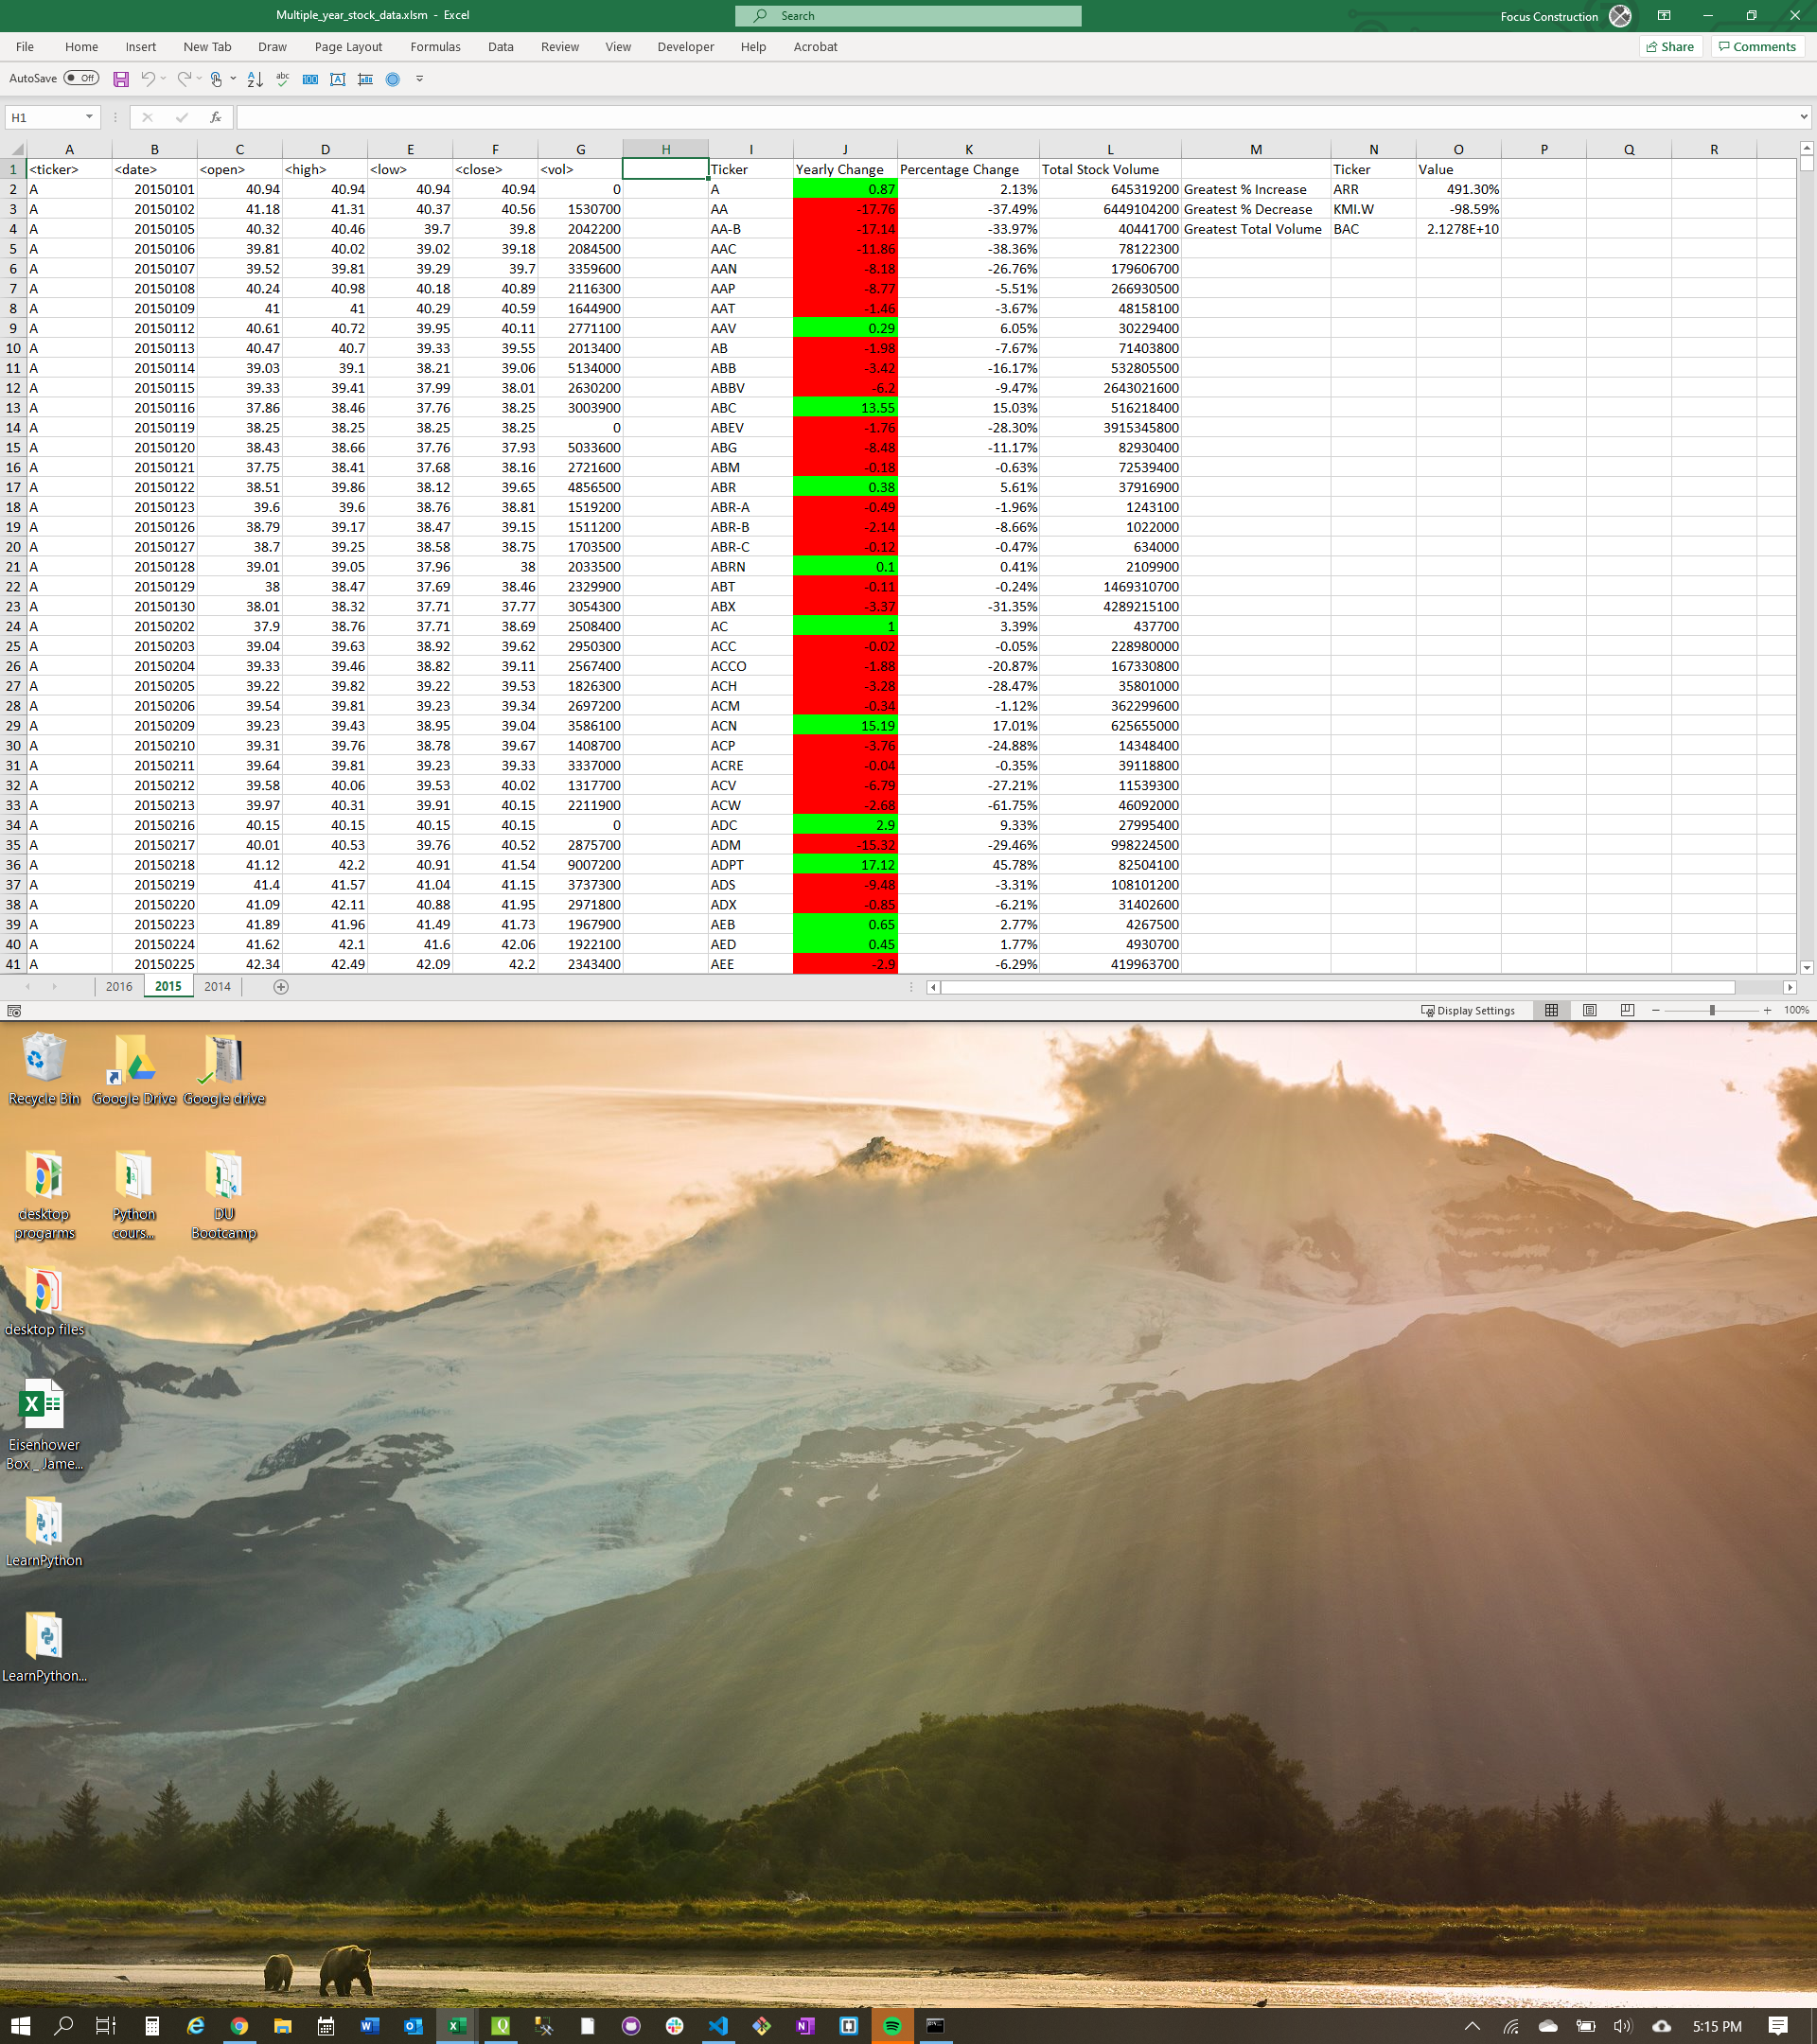 Multiple_year_stock_data.xlsm - Excel Search Focus Construction
File Home Insert New Tab Draw Page Layout Formulas Data Review View Developer Help Acrobat Share Comments
AutoSave Off
H1 fx
A B C D E F G H I J K L M N O P Q R
1 <ticker> <date> <open> <high> <low> <close> <vol> Ticker Yearly Change Percentage Change Total Stock Volume Ticker Value
2 A 20150101 40.94 40.94 40.94 40.94 0 A 0.87 2.13% 645319200 Greatest % Increase ARR 491.30%
3 A 20150102 41.18 41.31 40.37 40.56 1530700 AA -17.76 -37.49% 6449104200 Greatest % Decrease KMI.W -98.59%
4 A 20150105 40.32 40.46 39.7 39.8 2042200 AA-B -17.14 -33.97% 40441700 Greatest Total Volume BAC 2.1278E+10
5 A 20150106 39.81 40.02 39.02 39.18 2084500 AAC -11.86 -38.36% 78122300
6 A 20150107 39.52 39.81 39.29 39.7 3359600 AAN -8.18 -26.76% 179606700
7 A 20150108 40.24 40.98 40.18 40.89 2116300 AAP -8.77 -5.51% 266930500
8 A 20150109 41 41 40.29 40.59 1644900 AAT -1.46 -3.67% 48158100
9 A 20150112 40.61 40.72 39.95 40.11 2771100 AAV 0.29 6.05% 30229400
10 A 20150113 40.47 40.7 39.33 39.55 2013400 AB -1.98 -7.67% 71403800
11 A 20150114 39.03 39.1 38.21 39.06 5134000 ABB -3.42 -16.17% 532805500
12 A 20150115 39.33 39.41 37.99 38.01 2630200 ABBV -6.2 -9.47% 2643021600
13 A 20150116 37.86 38.46 37.76 38.25 3003900 ABC 13.55 15.03% 516218400
14 A 20150119 38.25 38.25 38.25 38.25 0 ABEV -1.76 -28.30% 3915345800
15 A 20150120 38.43 38.66 37.76 37.93 5033600 ABG -8.48 -11.17% 82930400
16 A 20150121 37.75 38.41 37.68 38.16 2721600 ABM -0.18 -0.63% 72539400
17 A 20150122 38.51 39.86 38.12 39.65 4856500 ABR 0.38 5.61% 37916900
18 A 20150123 39.6 39.6 38.76 38.81 1519200 ABR-A -0.49 -1.96% 1243100
19 A 20150126 38.79 39.17 38.47 39.15 1511200 ABR-B -2.14 -8.66% 1022000
20 A 20150127 38.7 39.25 38.58 38.75 1703500 ABR-C -0.12 -0.47% 634000
21 A 20150128 39.01 39.05 37.96 38 2033500 ABRN 0.1 0.41% 2109900
22 A 20150129 38 38.47 37.69 38.46 2329900 ABT -0.11 -0.24% 1469310700
23 A 20150130 38.01 38.32 37.71 37.77 3054300 ABX -3.37 -31.35% 4289215100
24 A 20150202 37.9 38.76 37.71 38.69 2508400 AC 1 3.39% 437700
25 A 20150203 39.04 39.63 38.92 39.62 2950300 ACC -0.02 -0.05% 228980000
26 A 20150204 39.33 39.46 38.82 39.11 2567400 ACCO -1.88 -20.87% 167330800
27 A 20150205 39.22 39.82 39.22 39.53 1826300 ACH -3.28 -28.47% 35801000
28 A 20150206 39.54 39.81 39.23 39.34 2697200 ACM -0.34 -1.12% 362299600
29 A 20150209 39.23 39.43 38.95 39.04 3586100 ACN 15.19 17.01% 625655000
30 A 20150210 39.31 39.76 38.78 39.67 1408700 ACP -3.76 -24.88% 14348400
31 A 20150211 39.64 39.81 39.23 39.33 3337000 ACRE -0.04 -0.35% 39118800
32 A 20150212 39.58 40.06 39.53 40.02 1317700 ACV -6.79 -27.21% 11539300
33 A 20150213 39.97 40.31 39.91 40.15 2211900 ACW -2.68 -61.75% 46092000
34 A 20150216 40.15 40.15 40.15 40.15 0 ADC 2.9 9.33% 27995400
35 A 20150217 40.01 40.53 39.76 40.52 2875700 ADM -15.32 -29.46% 998224500
36 A 20150218 41.12 42.2 40.91 41.54 9007200 ADPT 17.12 45.78% 82504100
37 A 20150219 41.4 41.57 41.04 41.15 3737300 ADS -9.48 -3.31% 108101200
38 A 20150220 41.09 42.11 40.88 41.95 2971800 ADX -0.85 -6.21% 31402600
39 A 20150223 41.89 41.96 41.49 41.73 1967900 AEB 0.65 2.77% 4267500
40 A 20150224 41.62 42.1 41.6 42.06 1922100 AED 0.45 1.77% 4930700
41 A 20150225 42.34 42.49 42.09 42.2 2343400 AEE -2.9 -6.29% 419963700
2016 2015 2014
Display Settings 100%
Recycle Bin Google Drive Google drive
desktop progarms
Python cours...
DU Bootcamp
desktop files
Eisenhower
Box _ Jame...
LearnPython
LearnPython...
5:15 PM